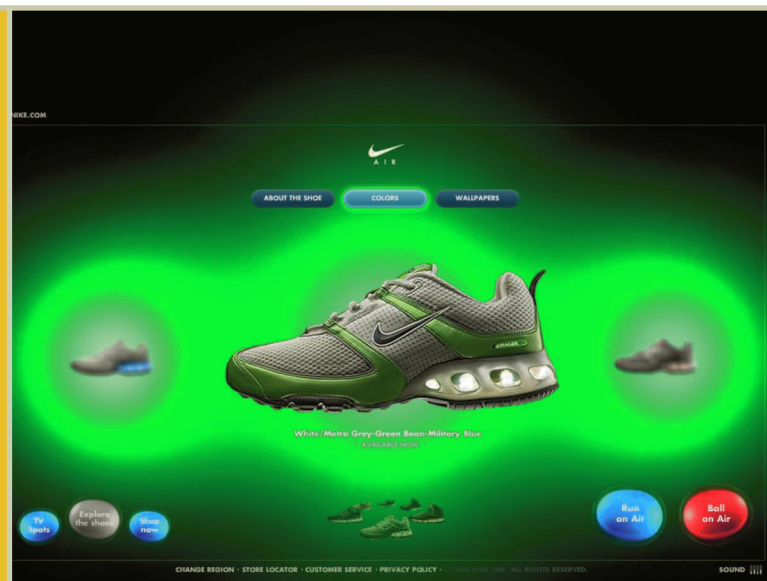 NIKE.COM
AIR
ABOUT THE SHOE
COLORS
WALLPAPERS
White/Metro Grey-Green Bean-Military Blue
AVAILABLE NOW
TV
Spots
Explore
the shoes
Shop
now
Run
on Air
Ball
on Air
CHANGE REGION · STORE LOCATOR · CUSTOMER SERVICE · PRIVACY POLICY · NIKE, INC. ALL RIGHTS RESERVED.
SOUND